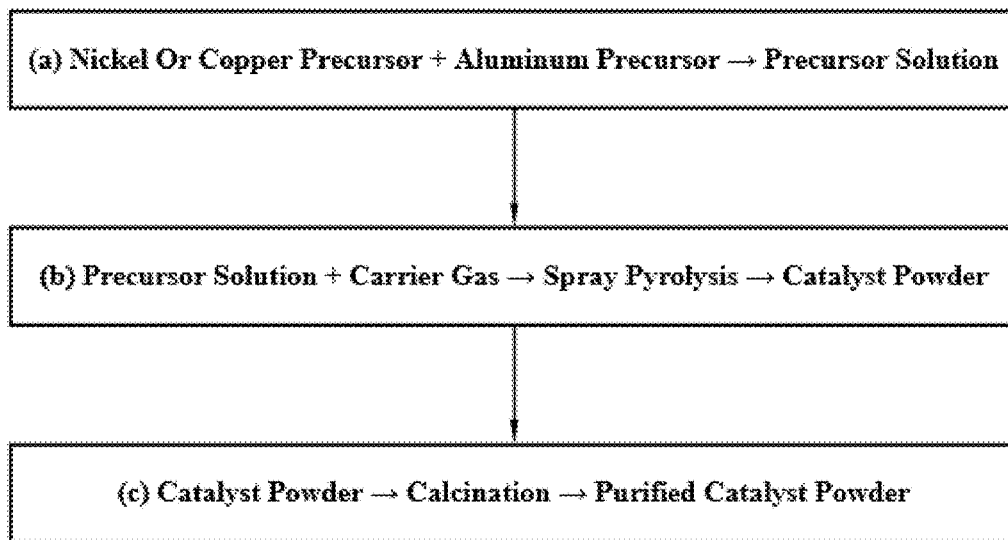 (a) Nickel Or Copper Precursor + Aluminum Precursor → Precursor Solution
(b) Precursor Solution + Carrier Gas → Spray Pyrolysis → Catalyst Powder
(c) Catalyst Powder → Calcination → Purified Catalyst Powder